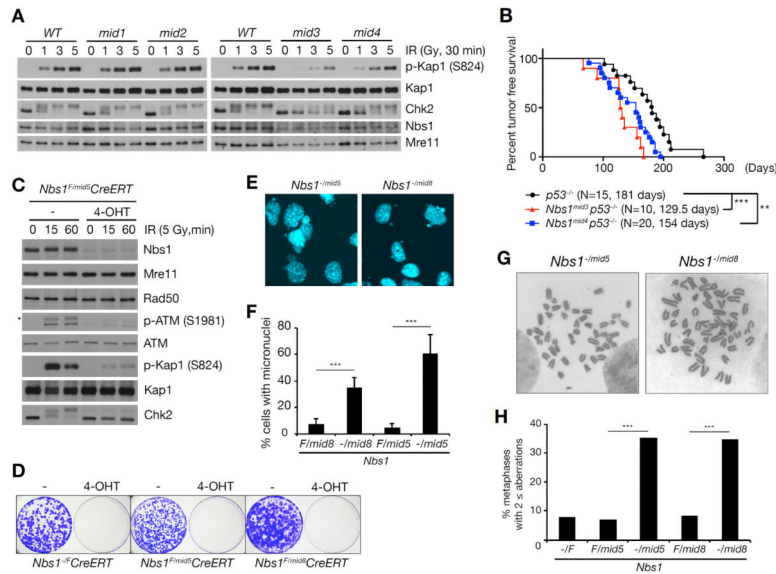 A
WT mid1 mid2 WT mid3 mid4
0 1 3 5 0 1 3 5 0 1 3 5 0 1 3 5 0 1 3 5 0 1 3 5 IR (Gy, 30 min)
p-Kap1 (S824)
Kap1
Chk2
Nbs1
Mre11
B
Percent tumor free survival
100
50
0
0 100 200 300 (Days)
p53-/- (N=15, 181 days)
Nbs1mid3 p53-/- (N=10, 129.5 days)
Nbs1mid4 p53-/- (N=20, 154 days)
***
**
C
Nbs1F/mid5CreERT
- 4-OHT
0 15 60 0 15 60 IR (5 Gy,min)
Nbs1
Mre11
Rad50
* p-ATM (S1981)
ATM
p-Kap1 (S824)
Kap1
Chk2
D
- 4-OHT - 4-OHT - 4-OHT
Nbs1-/FCreERT Nbs1F/mid5CreERT Nbs1F/mid8CreERT
E
Nbs1-/mid5 Nbs1-/mid8
F
% cells with micronuclei
80
60
40
20
0
*** ***
F/mid8 -/mid8 F/mid5 -/mid5
Nbs1
G
Nbs1-/mid5 Nbs1-/mid8
H
% metaphases
with 2 ≤ aberrations
40
30
20
10
0
*** ***
-/F F/mid5 -/mid5 F/mid8 -/mid8
Nbs1